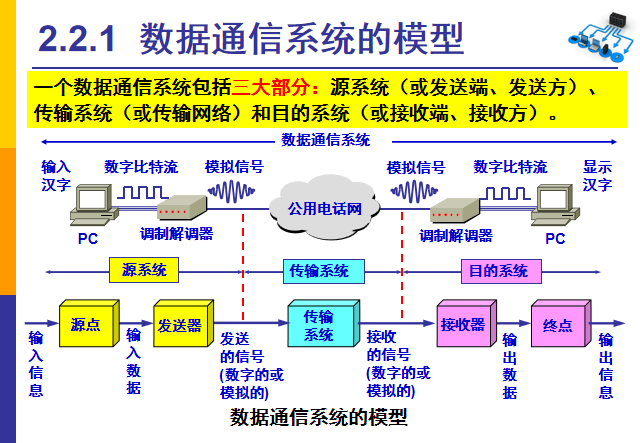 2.2.1 数据通信系统的模型
一个数据通信系统包括三大部分：源系统（或发送端、发送方）、
传输系统（或传输网络）和目的系统（或接收端、接收方）。
数据通信系统
输入
汉字
数字比特流
模拟信号
模拟信号
数字比特流
显示
汉字
公用电话网
PC
调制解调器
调制解调器
PC
源系统
传输系统
目的系统
源点
发送器
传输
系统
接收器
终点
输
入
信
息
输
入
数
据
发送
的信号
(数字的或
模拟的)
接收
的信号
(数字的或
模拟的)
输
出
数
据
输
出
信
息
数据通信系统的模型